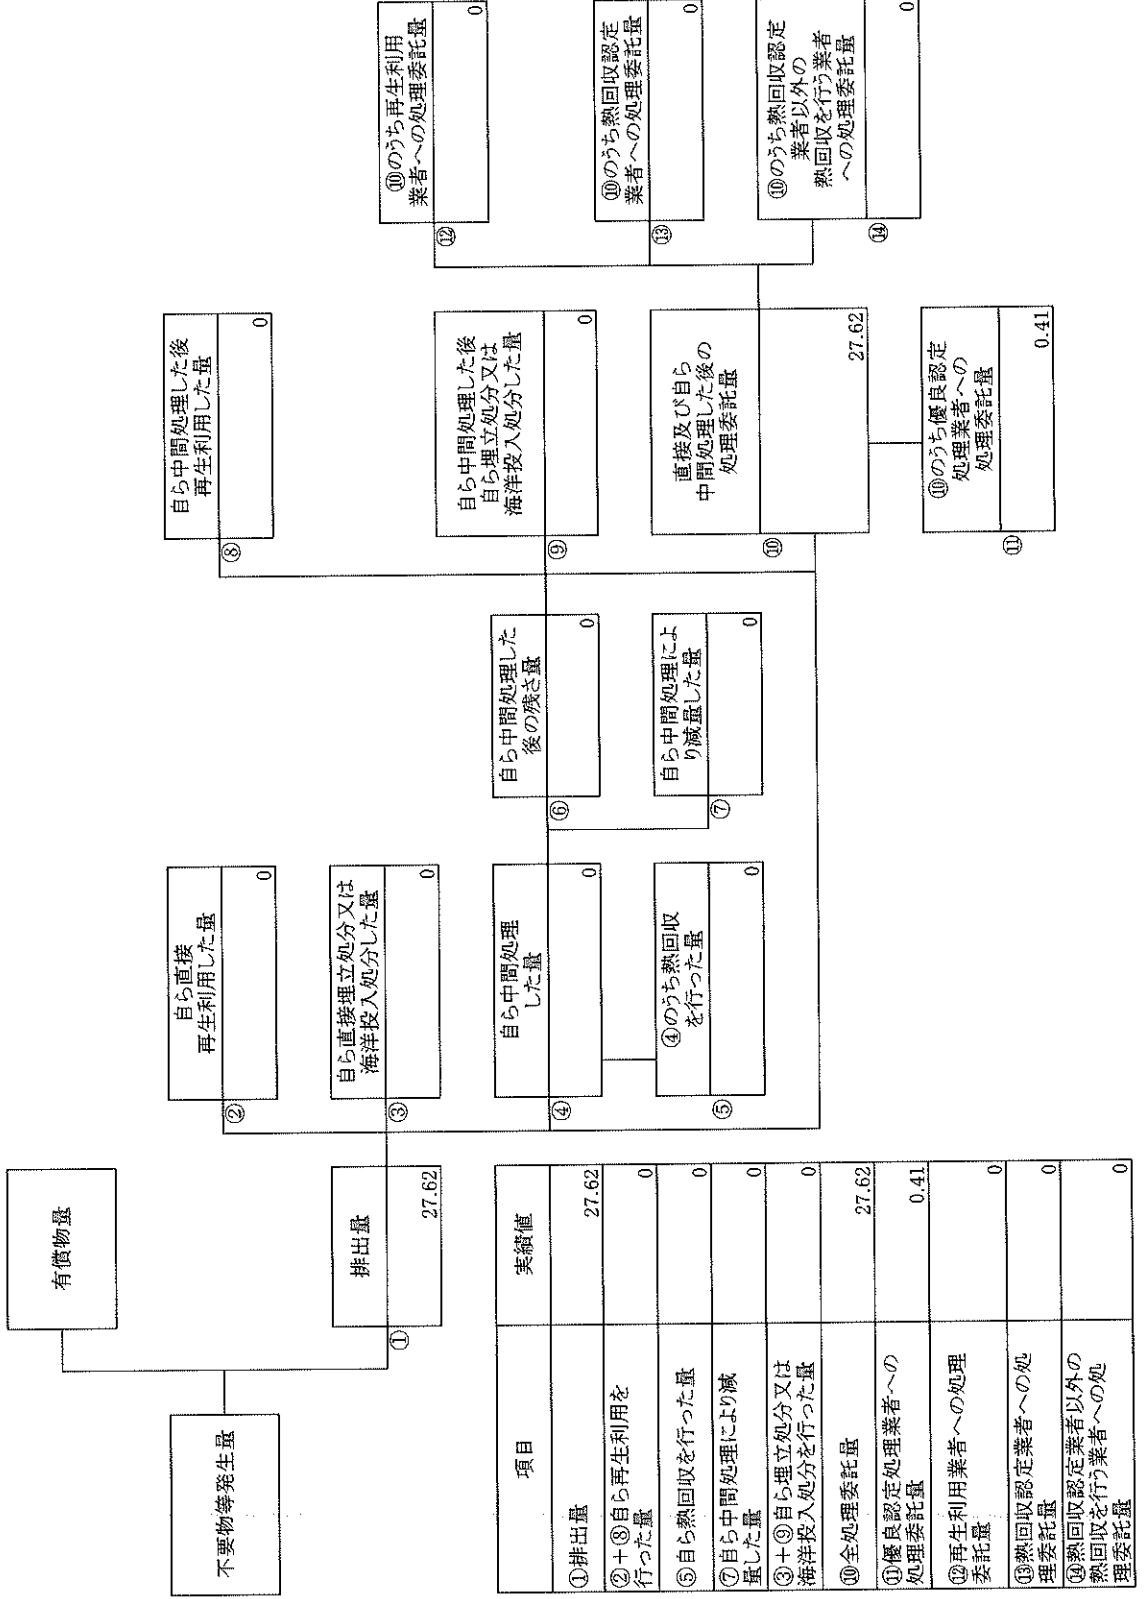 不要物等発生量
有償物量
排出量
①
27.62
自ら直接
再生利用した量
②
0
自ら直接埋立処分又は
海洋投入処分した量
③
0
自ら中間処理
した量
④
0
④のうち熱回収
を行った量
⑤
0
自ら中間処理した
後の残さ量
⑥
0
自ら中間処理によ
り減量した量
⑦
0
自ら中間処理した後
再生利用した量
⑧
0
自ら中間処理した後
自ら埋立処分又は
海洋投入処分した量
⑨
0
直接及び自ら
中間処理した後の
処理委託量
⑩
27.62
⑩のうち優良認定
処理業者への
処理委託量
⑪
0.41
⑩のうち再生利用
業者への処理委託量
⑫
0
⑩のうち熱回収認定
業者への処理委託量
⑬
0
⑩のうち熱回収認定
業者以外の
熱回収を行う業者
への処理委託量
⑭
0
項目 実績値
①排出量 27.62
②+⑧自ら再生利用を 0
行った量
⑤自ら熱回収を行った量 0
⑦自ら中間処理により減 0
量した量
③+⑨自ら埋立処分又は 0
海洋投入処分を行った量
⑩全処理委託量 27.62
⑪優良認定処理業者への 0.41
処理委託量
⑫再生利用業者への処理 0
委託量
⑬熱回収認定業者への処 0
理委託量
⑭熱回収認定業者以外の 0
熱回収を行う業者への処
理委託量